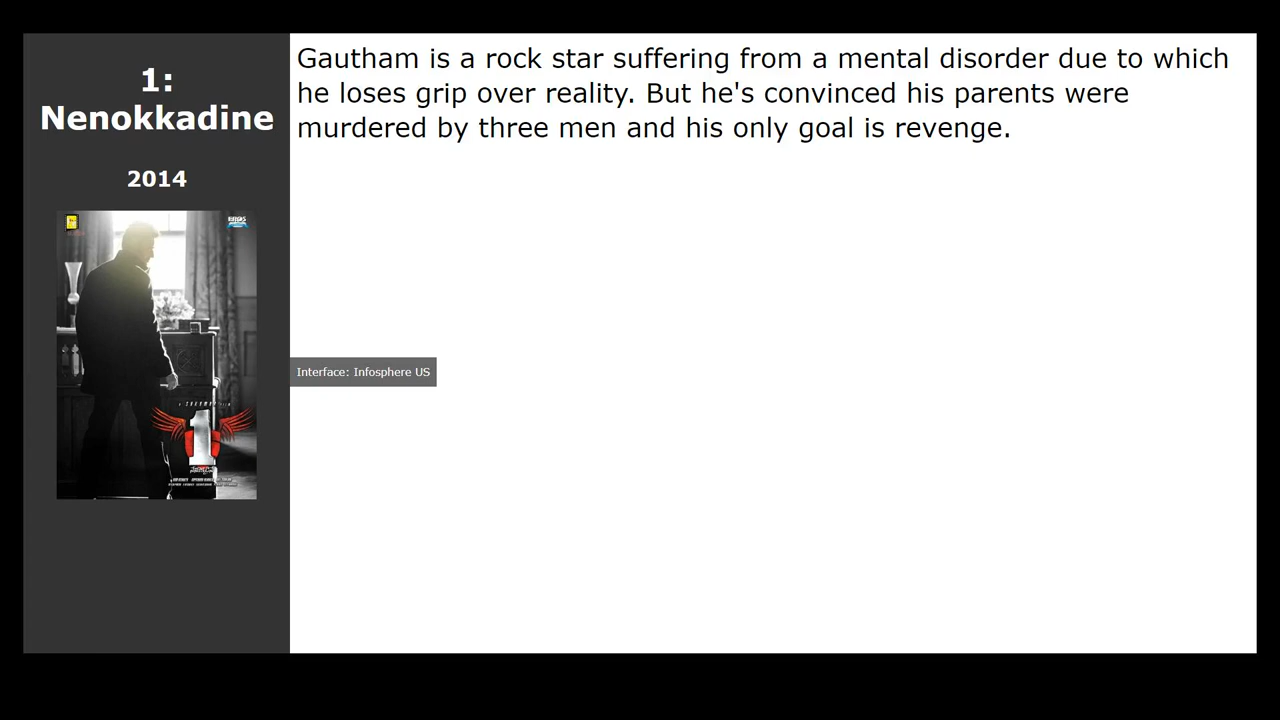 1:
Nenokkadine
2014
Gautham is a rock star suffering from a mental disorder due to which
he loses grip over reality. But he's convinced his parents were
murdered by three men and his only goal is revenge.
Interface: Infosphere US
1